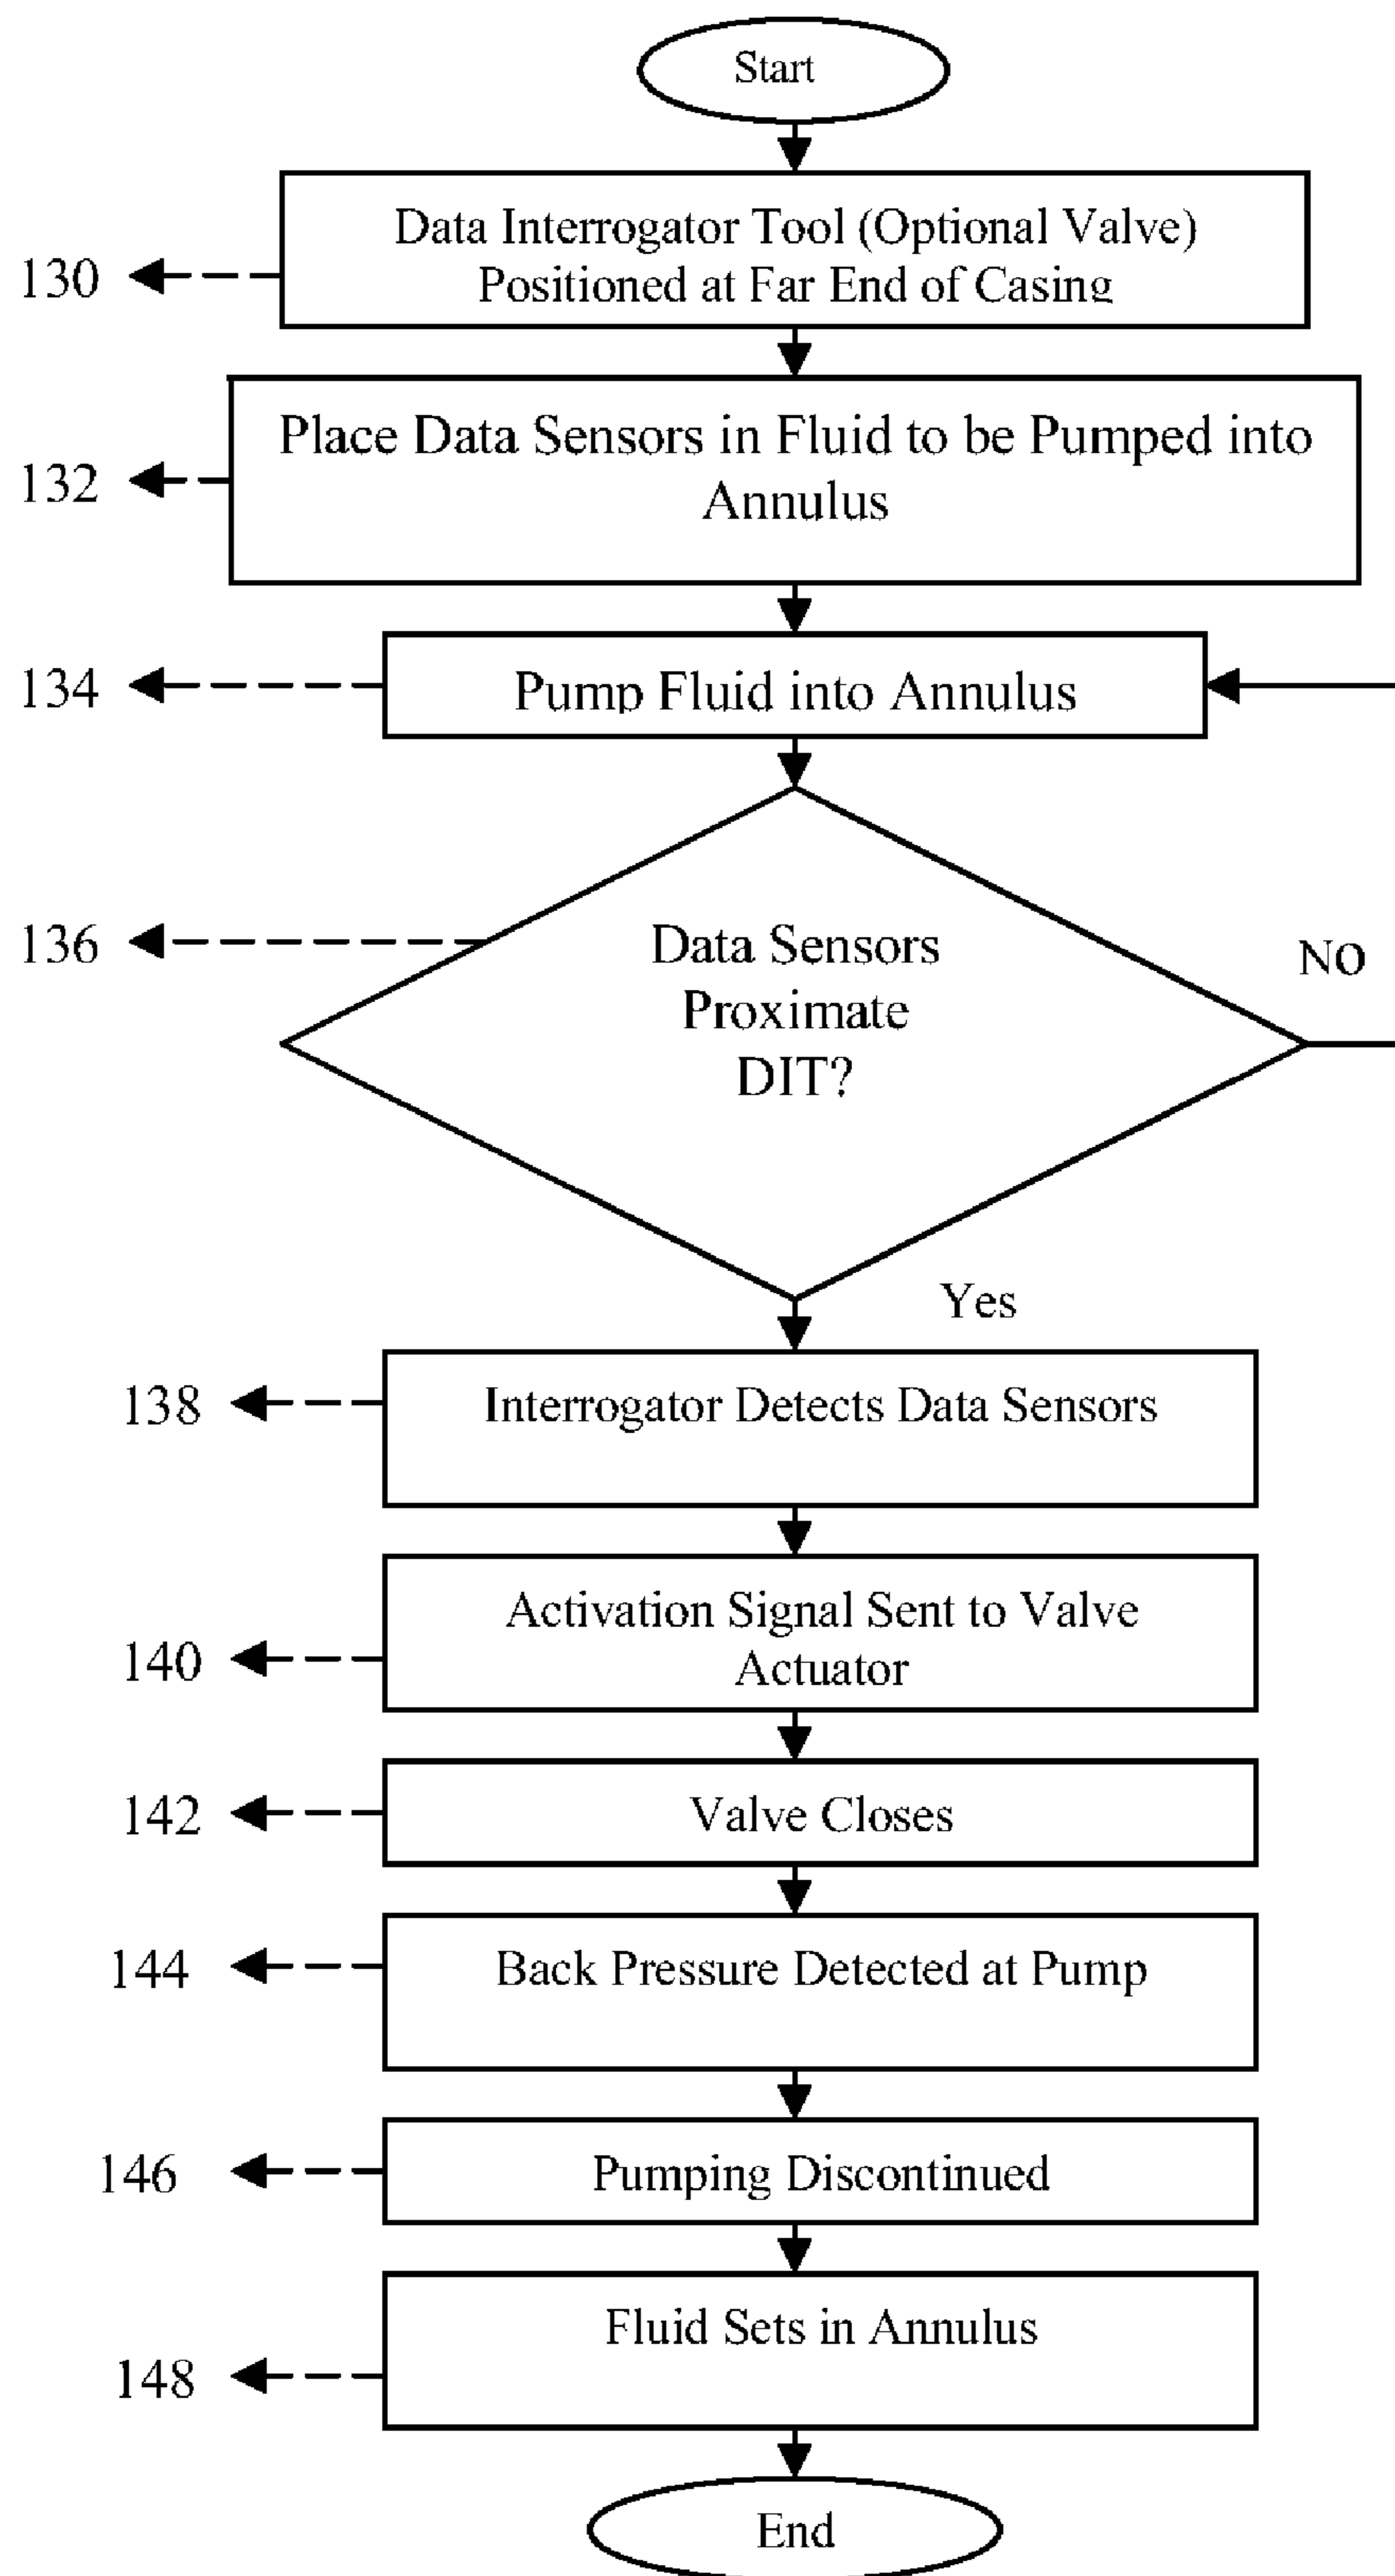 Start
Data Interrogator Tool (Optional Valve)
Positioned at Far End of Casing
130
Place Data Sensors in Fluid to be Pumped into
Annulus
132
134
Pump Fluid into Annulus
136
Data Sensors
Proximate
DIT?
NO
Yes
138
Interrogator Detects Data Sensors
Activation Signal Sent to Valve
Actuator
140
142
Valve Closes
144
Back Pressure Detected at Pump
146
Pumping Discontinued
Fluid Sets in Annulus
148
End